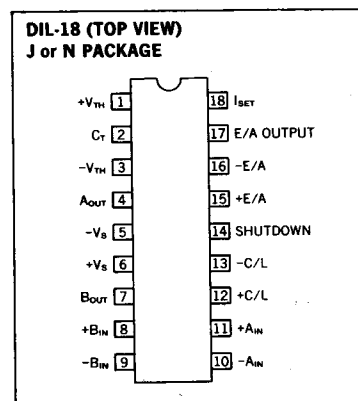 DIL-18 (TOP VIEW)
J or N PACKAGE
+VTH 1 18 ISET
CT 2 17 E/A OUTPUT
-VTH 3 16 -E/A
AOUT 4 15 +E/A
-VS 5 14 SHUTDOWN
+VS 6 13 -C/L
BOUT 7 12 +C/L
+BIN 8 11 +AIN
-BIN 9 10 -AIN